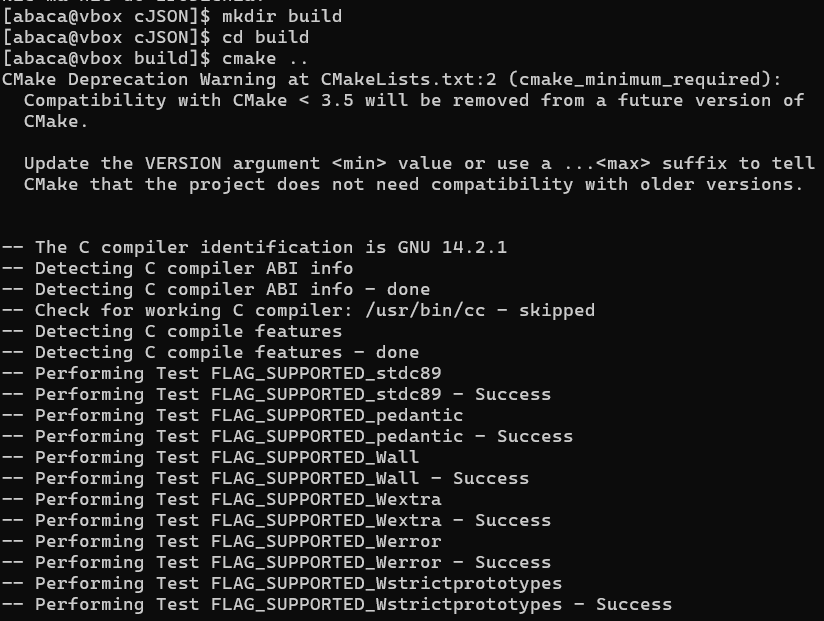 [abaca@vbox cJSON]$ mkdir build
[abaca@vbox cJSON]$ cd build
[abaca@vbox build]$ cmake ..
CMake Deprecation Warning at CMakeLists.txt:2 (cmake_minimum_required):
  Compatibility with CMake < 3.5 will be removed from a future version of
  CMake.

  Update the VERSION argument <min> value or use a ...<max> suffix to tell
  CMake that the project does not need compatibility with older versions.


-- The C compiler identification is GNU 14.2.1
-- Detecting C compiler ABI info
-- Detecting C compiler ABI info - done
-- Check for working C compiler: /usr/bin/cc - skipped
-- Detecting C compile features
-- Detecting C compile features - done
-- Performing Test FLAG_SUPPORTED_stdc89
-- Performing Test FLAG_SUPPORTED_stdc89 - Success
-- Performing Test FLAG_SUPPORTED_pedantic
-- Performing Test FLAG_SUPPORTED_pedantic - Success
-- Performing Test FLAG_SUPPORTED_Wall
-- Performing Test FLAG_SUPPORTED_Wall - Success
-- Performing Test FLAG_SUPPORTED_Wextra
-- Performing Test FLAG_SUPPORTED_Wextra - Success
-- Performing Test FLAG_SUPPORTED_Werror
-- Performing Test FLAG_SUPPORTED_Werror - Success
-- Performing Test FLAG_SUPPORTED_Wstrictprototypes
-- Performing Test FLAG_SUPPORTED_Wstrictprototypes - Success